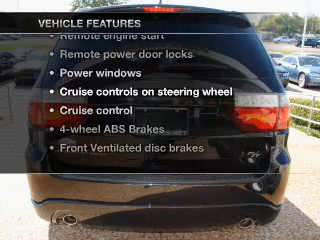 VEHICLE FEATURES
• Remote engine start
• Remote power door locks
• Power windows
• Cruise controls on steering wheel
• Cruise control
• 4-wheel ABS Brakes
• Front Ventilated disc brakes
R/T